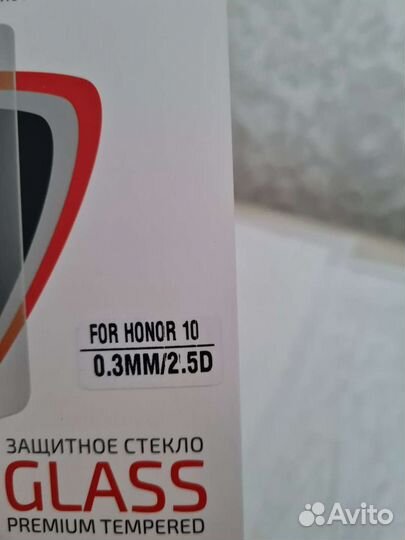 FOR HONOR 10
0.3MM/2.5D
ЗАЩИТНОЕ СТЕКЛО
GLASS
PREMIUM TEMPERED
Avito